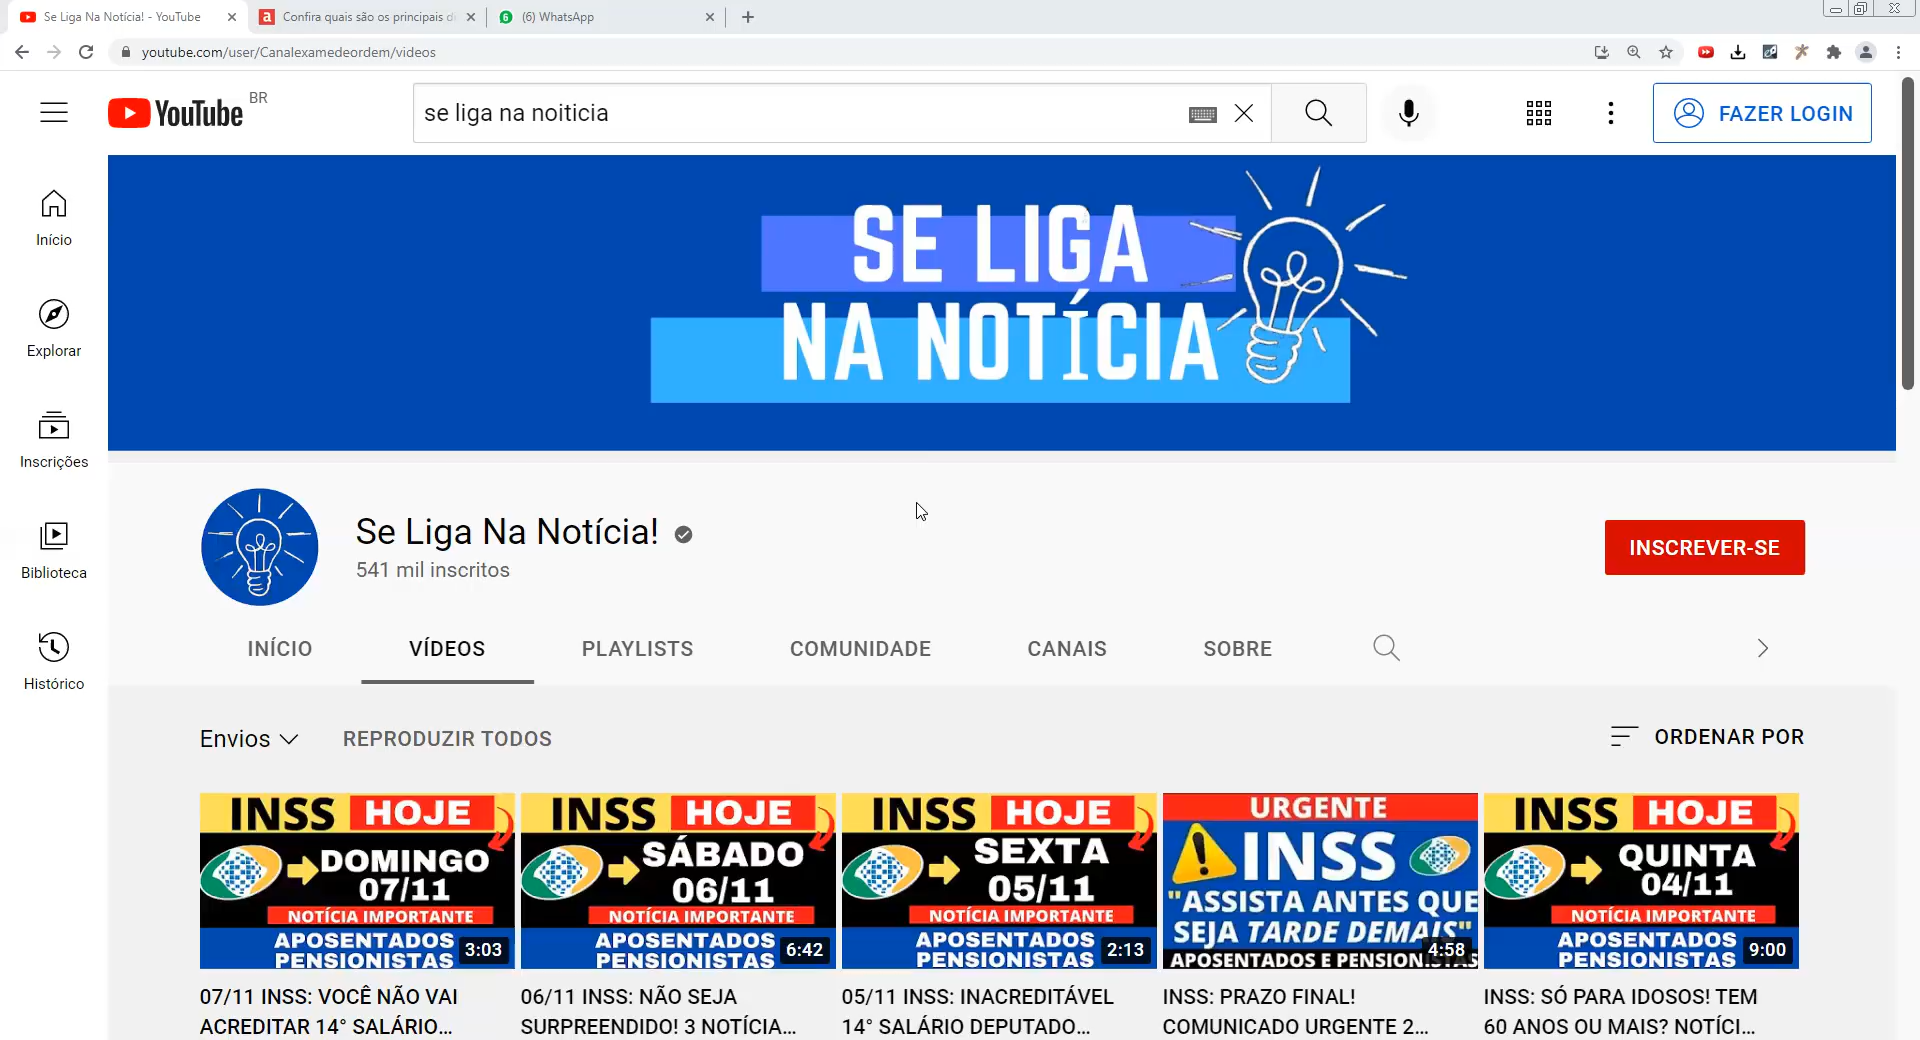 Se Liga Na Notícia! - YouTube
Confira quais são os principais d
(6) WhatsApp
youtube.com/user/Canalexamedeordem/videos
YouTube BR
se liga na noiticia
FAZER LOGIN
Início
Explorar
Inscrições
Biblioteca
Histórico
SE LIGA
NA NOTÍCIA
Se Liga Na Notícia!
541 mil inscritos
INSCREVER-SE
INÍCIO VÍDEOS PLAYLISTS COMUNIDADE CANAIS SOBRE
Envios REPRODUZIR TODOS ORDENAR POR
INSS HOJE
DOMINGO
07/11
NOTÍCIA IMPORTANTE
APOSENTADOS
PENSIONISTAS
3:03
07/11 INSS: VOCÊ NÃO VAI
ACREDITAR 14° SALÁRIO...
INSS HOJE
SÁBADO
06/11
NOTÍCIA IMPORTANTE
APOSENTADOS
PENSIONISTAS
6:42
06/11 INSS: NÃO SEJA
SURPREENDIDO! 3 NOTÍCIA...
INSS HOJE
SEXTA
05/11
NOTÍCIA IMPORTANTE
APOSENTADOS
PENSIONISTAS
2:13
05/11 INSS: INACREDITÁVEL
14° SALÁRIO DEPUTADO...
URGENTE
INSS
"ASSISTA ANTES QUE
SEJA TARDE DEMAIS"
APOSENTADOS E PENSIONISTAS
4:58
INSS: PRAZO FINAL!
COMUNICADO URGENTE 2...
INSS HOJE
QUINTA
04/11
NOTÍCIA IMPORTANTE
APOSENTADOS
PENSIONISTAS
9:00
INSS: SÓ PARA IDOSOS! TEM
60 ANOS OU MAIS? NOTÍCI...